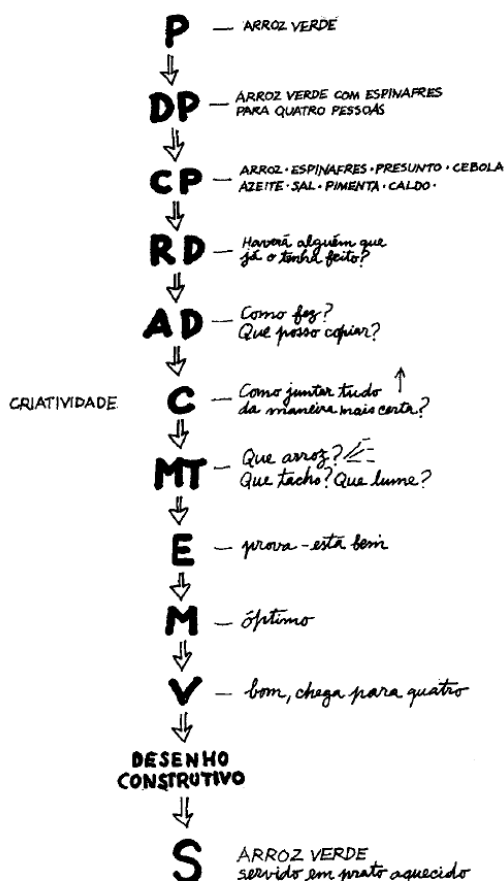 P — ARROZ VERDE
DP — ARROZ VERDE COM ESPINAFRES
PARA QUATRO PESSOAS
CP — ARROZ · ESPINAFRES · PRESUNTO · CEBOLA
AZEITE · SAL · PIMENTA · CALDO ·
RD — Haverá alguém que
já o tenha feito?
AD — Como fez?
Que posso copiar?
CRIATIVIDADE C — Como juntar tudo
da maneira mais certa?
MT — Que arroz?
Que tacho? Que lume?
E — prova — está bem
M — óptimo
V — bom, chega para quatro
DESENHO
CONSTRUTIVO
S ARROZ VERDE
servido em prato aquecido